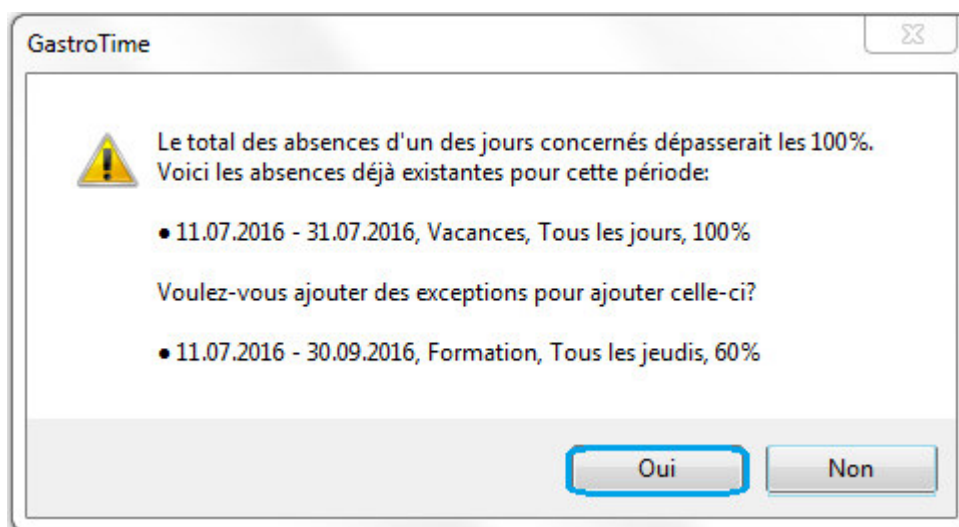 GastroTime
Le total des absences d'un des jours concernés dépasserait les 100%.
Voici les absences déjà existantes pour cette période:
● 11.07.2016 - 31.07.2016, Vacances, Tous les jours, 100%
Voulez-vous ajouter des exceptions pour ajouter celle-ci?
● 11.07.2016 - 30.09.2016, Formation, Tous les jeudis, 60%
Oui Non